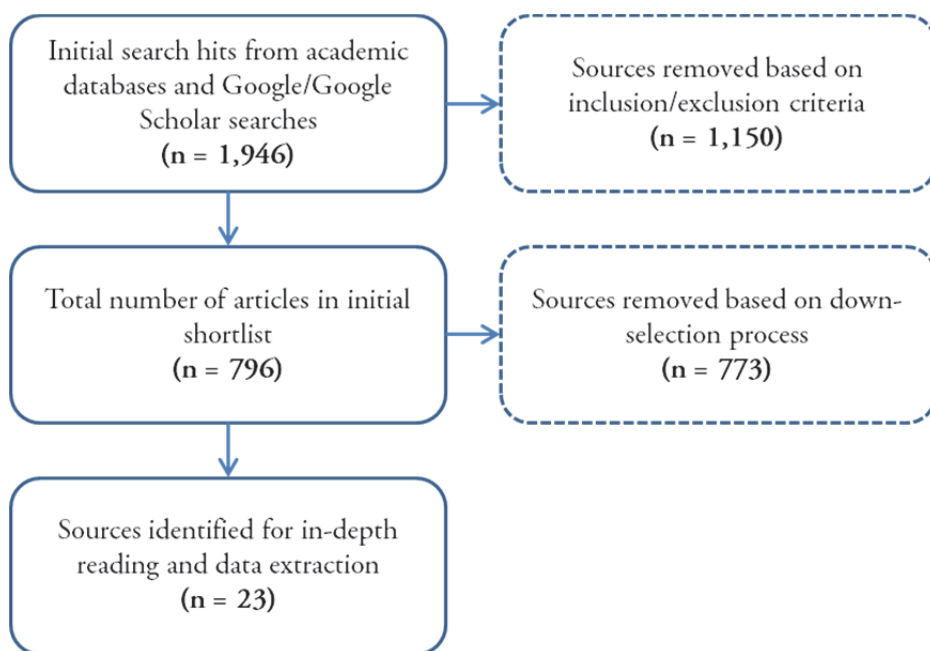 Initial search hits from academic
databases and Google/Google
Scholar searches
(n = 1,946)
Sources removed based on
inclusion/exclusion criteria
(n = 1,150)
Total number of articles in initial
shortlist
(n = 796)
Sources removed based on down-
selection process
(n = 773)
Sources identified for in-depth
reading and data extraction
(n = 23)